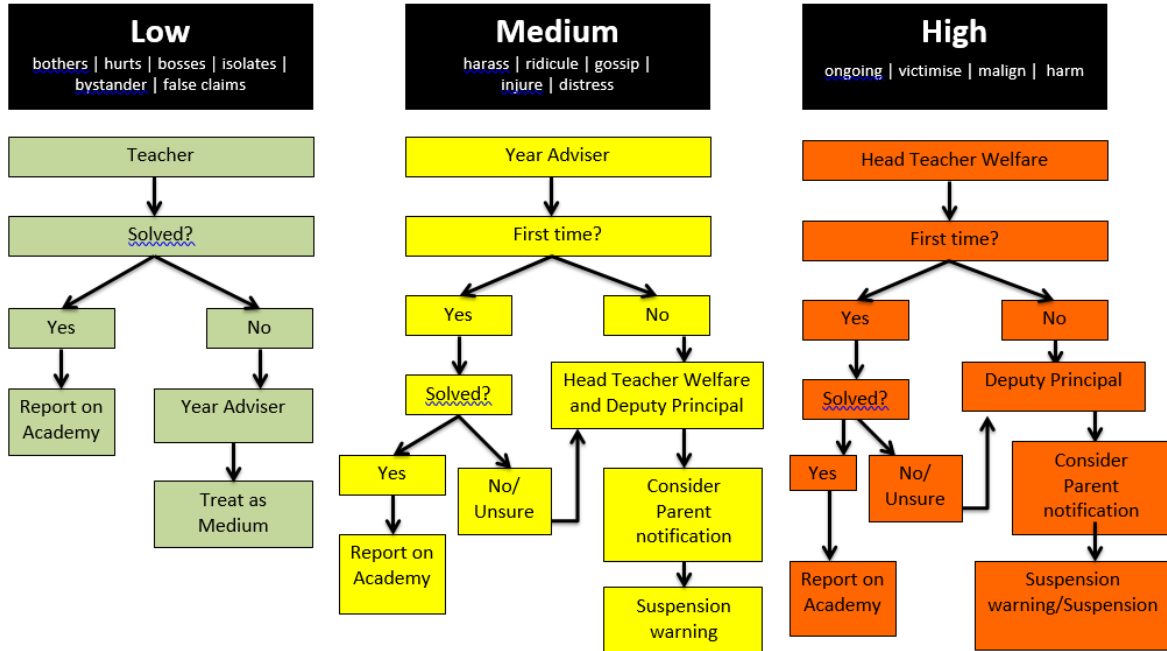 Low
bothers | hurts | bosses | isolates |
bystander | false claims
Teacher
Solved?
Yes
No
Report on
Academy
Year Adviser
Treat as
Medium
Medium
harass | ridicule | gossip |
injure | distress
Year Adviser
First time?
Yes
No
Solved?
Head Teacher Welfare
and Deputy Principal
Yes
No/
Unsure
Consider
Parent
notification
Report on
Academy
Suspension
warning
High
ongoing | victimise | malign | harm
Head Teacher Welfare
First time?
Yes
No
Solved?
Deputy Principal
Yes
No/
Unsure
Consider
Parent
notification
Report on
Academy
Suspension
warning/Suspension